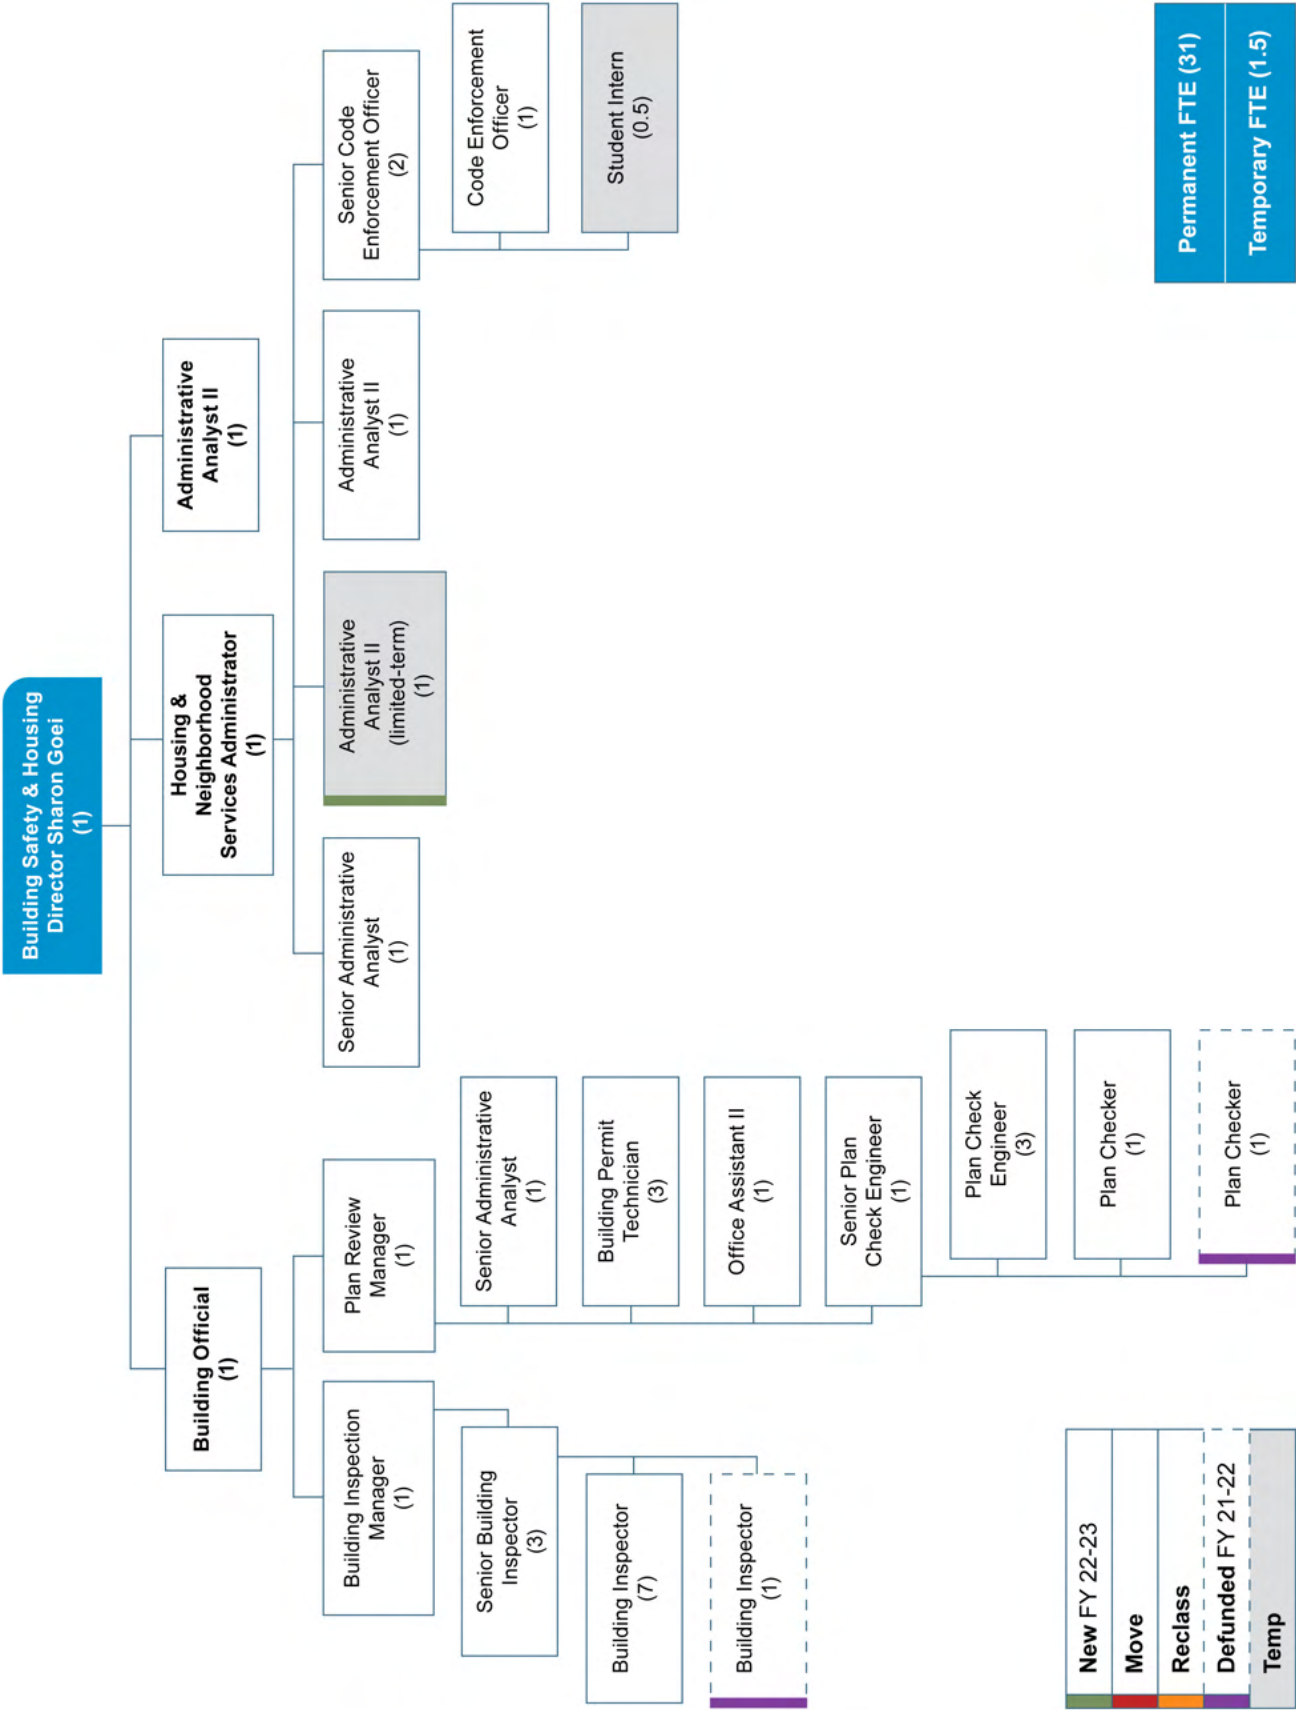 Building Safety & Housing
Director Sharon Goei
(1)
Building Official
(1)
Housing &
Neighborhood
Services Administrator
(1)
Administrative
Analyst II
(1)
Building Inspection
Manager
(1)
Senior Building
Inspector
(3)
Building Inspector
(7)
Building Inspector
(1)
Plan Review
Manager
(1)
Senior Administrative
Analyst
(1)
Building Permit
Technician
(3)
Office Assistant II
(1)
Senior Plan
Check Engineer
(1)
Plan Check
Engineer
(3)
Plan Checker
(1)
Plan Checker
(1)
Senior Administrative
Analyst
(1)
Administrative
Analyst II
(limited-term)
(1)
Administrative
Analyst II
(1)
Senior Code
Enforcement Officer
(2)
Code Enforcement
Officer
(1)
Student Intern
(0.5)
New FY 22-23
Move
Reclass
Defunded FY 21-22
Temp
Permanent FTE (31)
Temporary FTE (1.5)